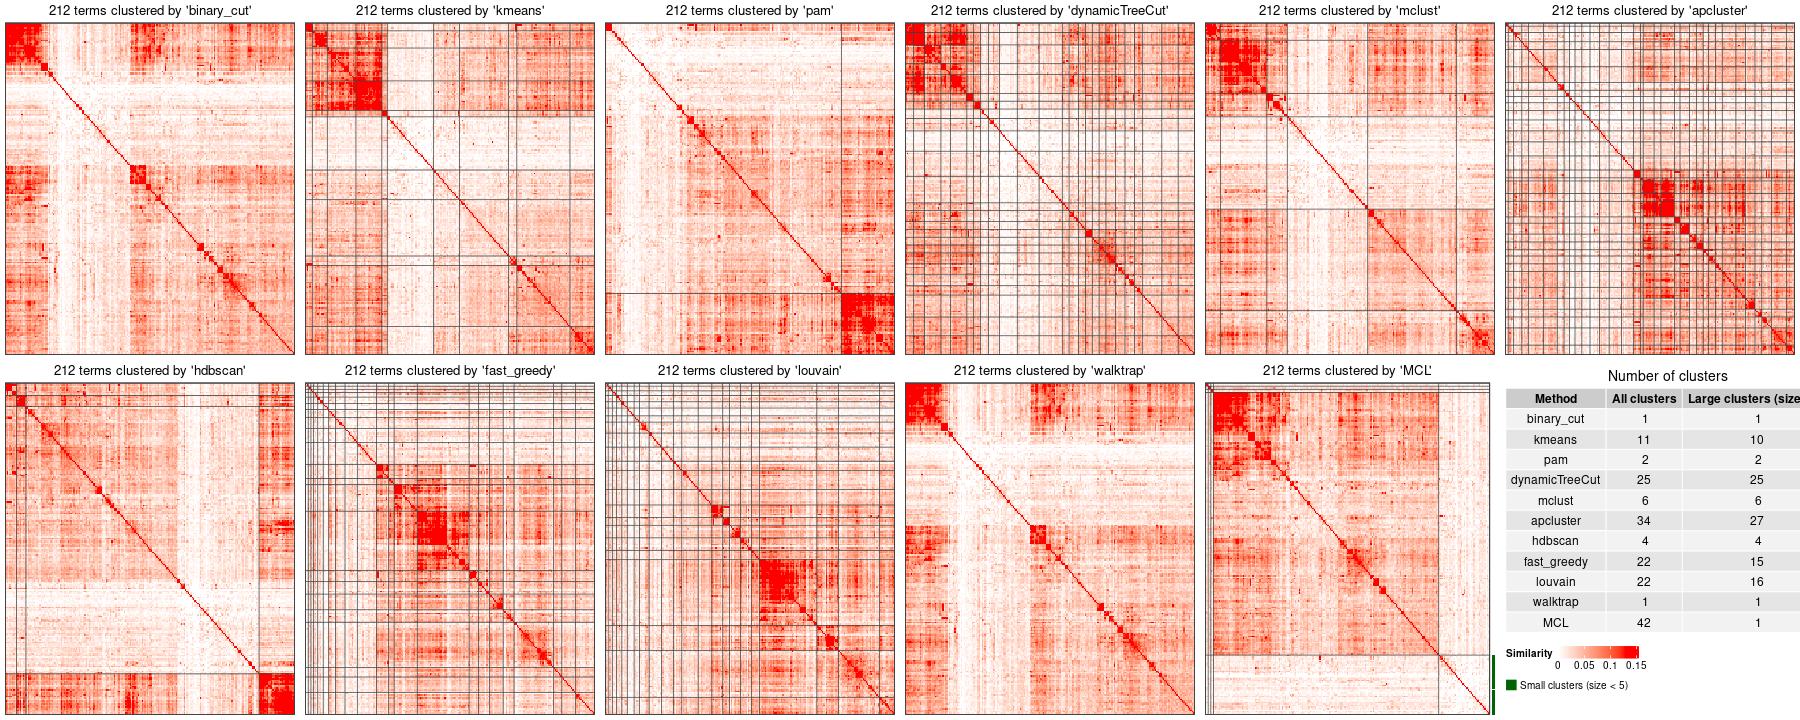 212 terms clustered by 'binary_cut'
212 terms clustered by 'kmeans'
212 terms clustered by 'pam'
212 terms clustered by 'dynamicTreeCut'
212 terms clustered by 'mclust'
212 terms clustered by 'apcluster'
212 terms clustered by 'hdbscan'
212 terms clustered by 'fast_greedy'
212 terms clustered by 'louvain'
212 terms clustered by 'walktrap'
212 terms clustered by 'MCL'
Number of clusters
Method All clusters Large clusters (size
binary_cut 1 1
kmeans 11 10
pam 2 2
dynamicTreeCut 25 25
mclust 6 6
apcluster 34 27
hdbscan 4 4
fast_greedy 22 15
louvain 22 16
walktrap 1 1
MCL 42 1
Similarity
0 0.05 0.1 0.15
Small clusters (size < 5)